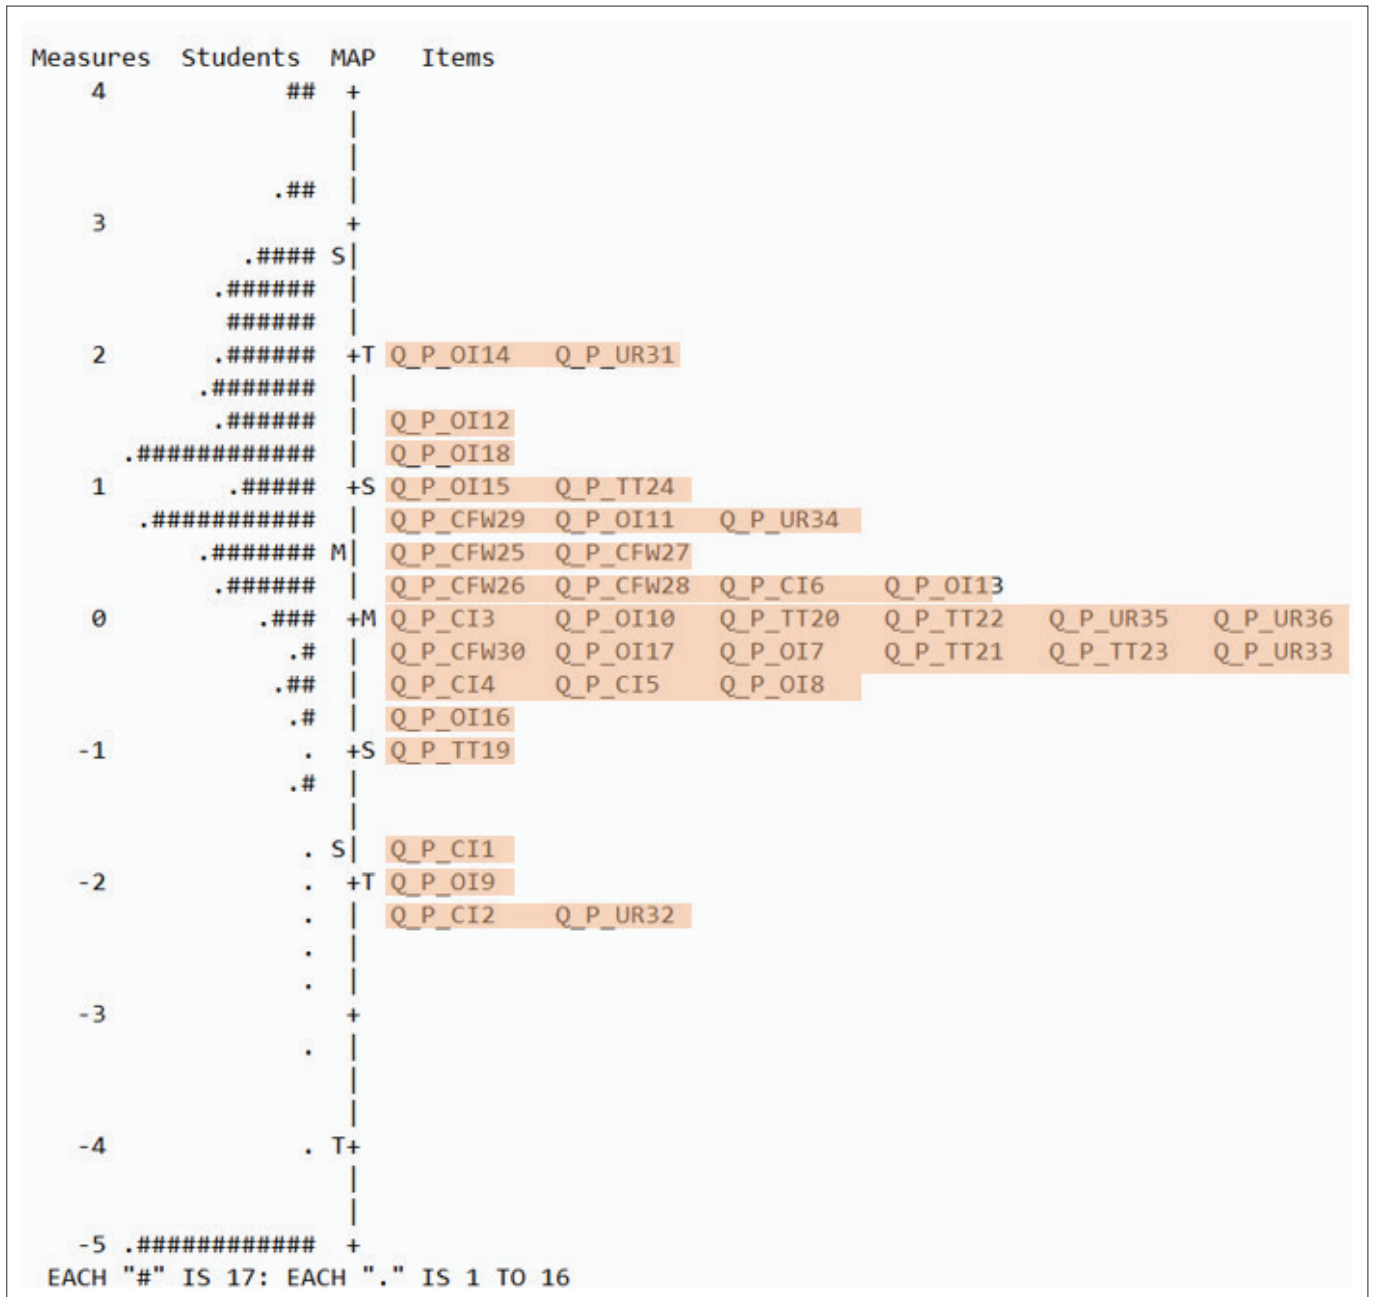 Measures Students MAP Items
4 ## +
|
|
.## |
3 +
.#### S|
.###### |
###### |
2 .###### +T Q_P_OI14 Q_P_UR31
.####### |
.###### | Q_P_OI12
.############ | Q_P_OI18
1 .##### +S Q_P_OI15 Q_P_TT24
.########### | Q_P_CFW29 Q_P_OI11 Q_P_UR34
.####### M| Q_P_CFW25 Q_P_CFW27
.###### | Q_P_CFW26 Q_P_CFW28 Q_P_CI6 Q_P_OI13
0 .### +M Q_P_CI3 Q_P_OI10 Q_P_TT20 Q_P_TT22 Q_P_UR35 Q_P_UR36
.# | Q_P_CFW30 Q_P_OI17 Q_P_OI7 Q_P_TT21 Q_P_TT23 Q_P_UR33
.## | Q_P_CI4 Q_P_CI5 Q_P_OI8
.# | Q_P_OI16
-1 . +S Q_P_TT19
.# |
|
. S| Q_P_CI1
-2 . +T Q_P_OI9
. | Q_P_CI2 Q_P_UR32
. |
. |
-3 +
. |
|
|
-4 . T+
|
|
-5 .############ +
EACH "#" IS 17: EACH "." IS 1 TO 16